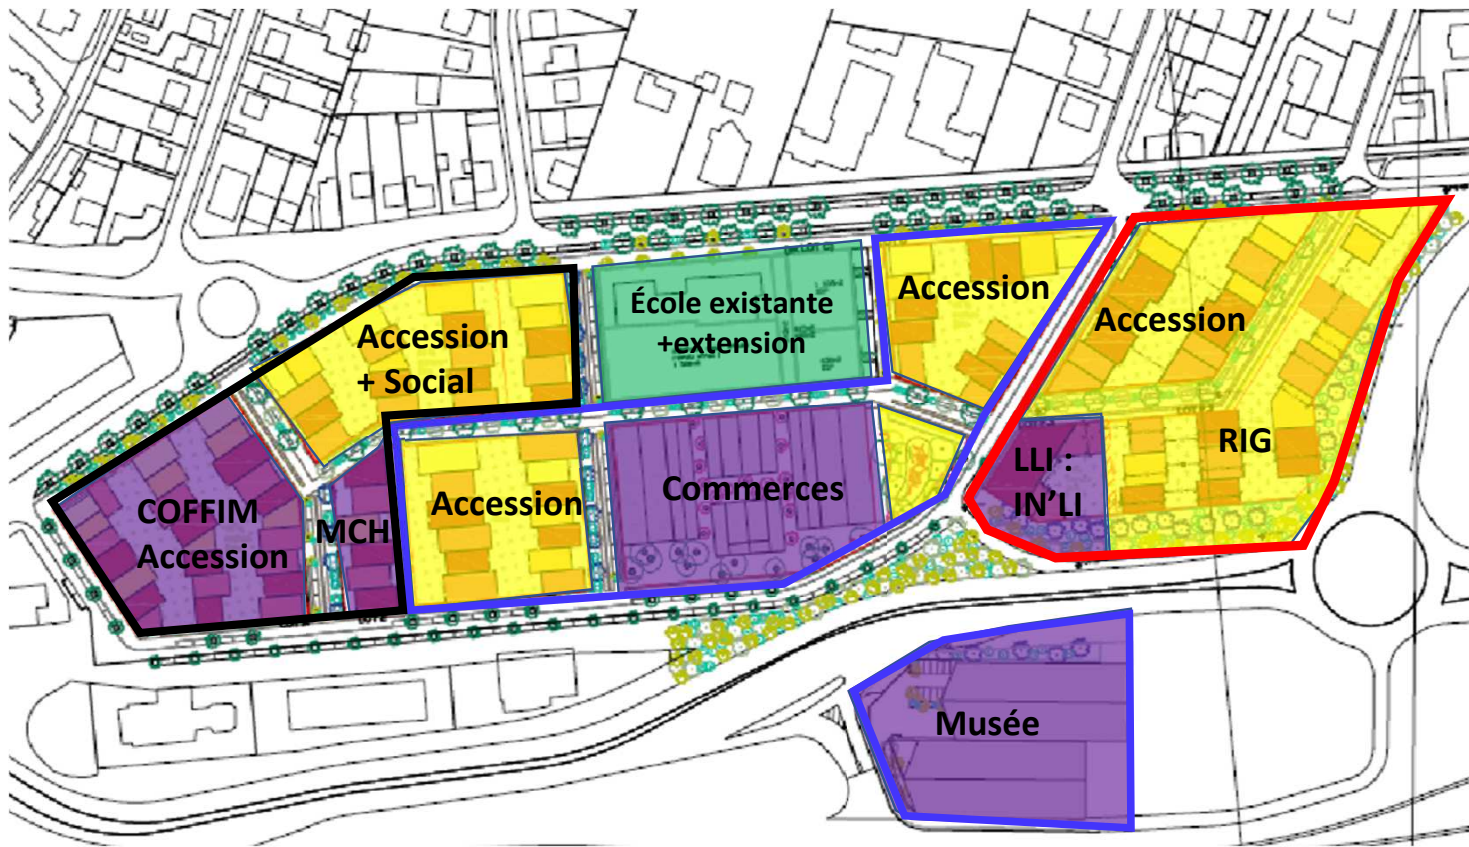 École existante
+extension
Accession
Accession
Accession
+ Social
RIG
LLI :
IN’LI
Commerces
Accession
COFFIM
Accession
MCH
Musée